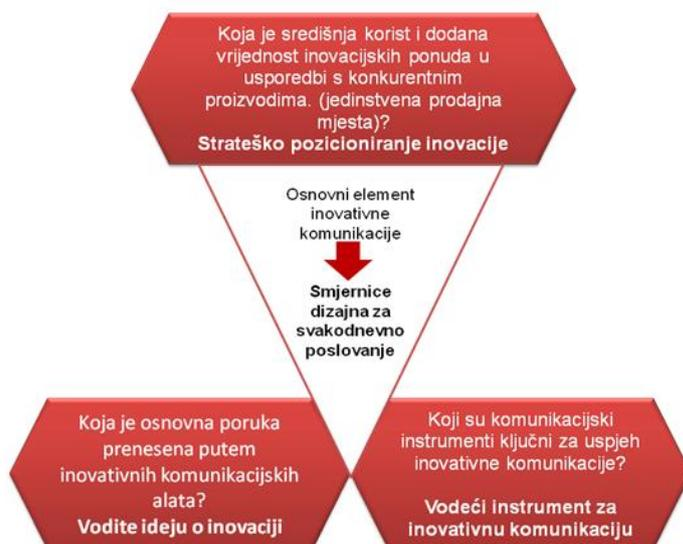 Koja je središnja korist i dodana
vrijednost inovacijskih ponuda u
usporedbi s konkurentnim
proizvodima. (jedinstvena prodajna
mjesta)?
Strateško pozicioniranje inovacije
Osnovni element
inovativne
komunikacije
Smjernice
dizajna za
svakodnevno
poslovanje
Koja je osnovna poruka
prenesena putem
inovativnih komunikacijskih
alata?
Vodite ideju o inovaciji
Koji su komunikacijski
instrumenti ključni za uspjeh
inovativne komunikacije?
Vodeći instrument za
inovativnu komunikaciju